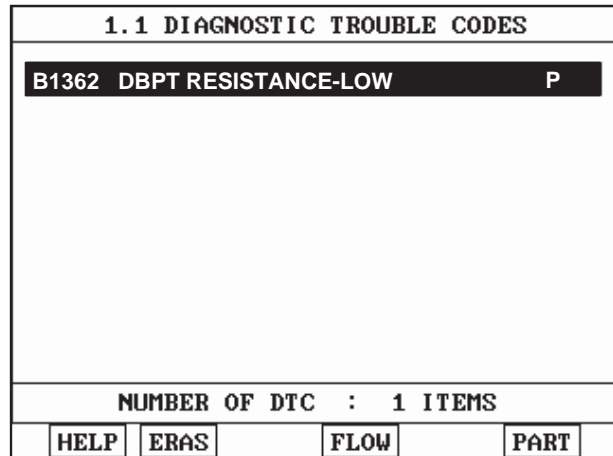 1.1 DIAGNOSTIC TROUBLE CODES
B1362 DBPT RESISTANCE-LOW P
NUMBER OF DTC : 1 ITEMS
HELP ERAS FLOW PART